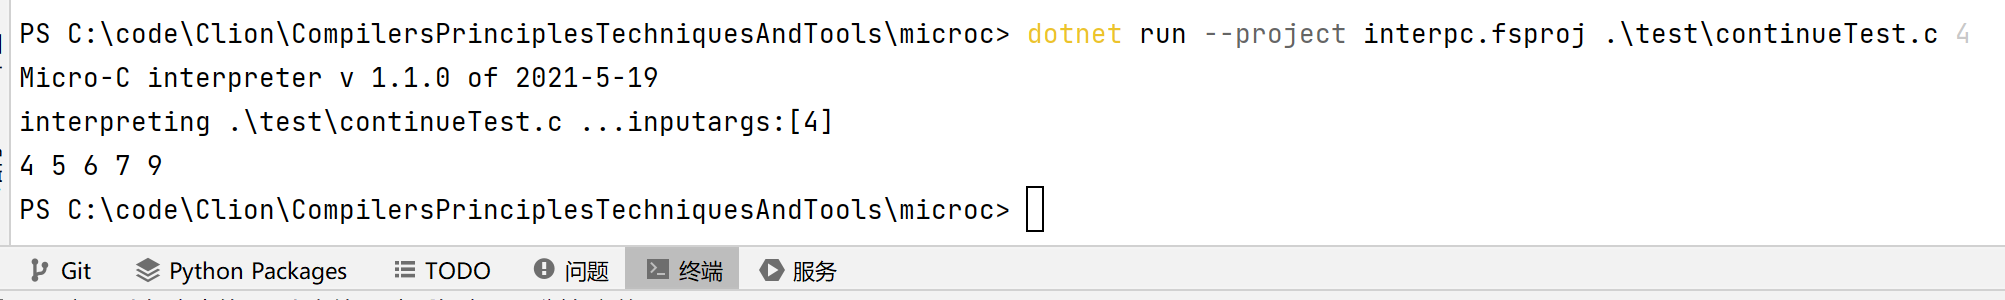 PS C:\code\Clion\CompilersPrinciplesTechniquesAndTools\microc> dotnet run --project interpc.fsproj .\test\continueTest.c 4
Micro-C interpreter v 1.1.0 of 2021-5-19
interpreting .\test\continueTest.c ...inputargs:[4]
4 5 6 7 9
PS C:\code\Clion\CompilersPrinciplesTechniquesAndTools\microc>
Git Python Packages TODO 问题 终端 服务